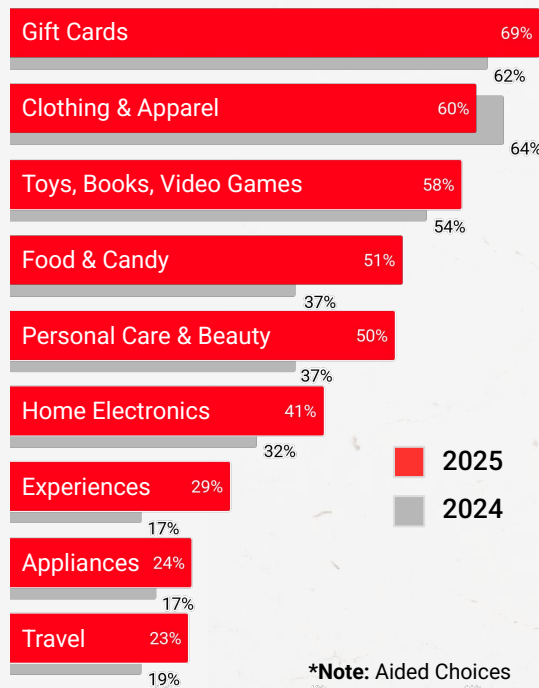 Gift Cards 69%
62%
Clothing & Apparel 60%
64%
Toys, Books, Video Games 58%
54%
Food & Candy 51%
37%
Personal Care & Beauty 50%
37%
Home Electronics 41%
32%
2025
Experiences 29%
2024
17%
Appliances 24%
17%
Travel 23%
19%
*Note: Aided Choices